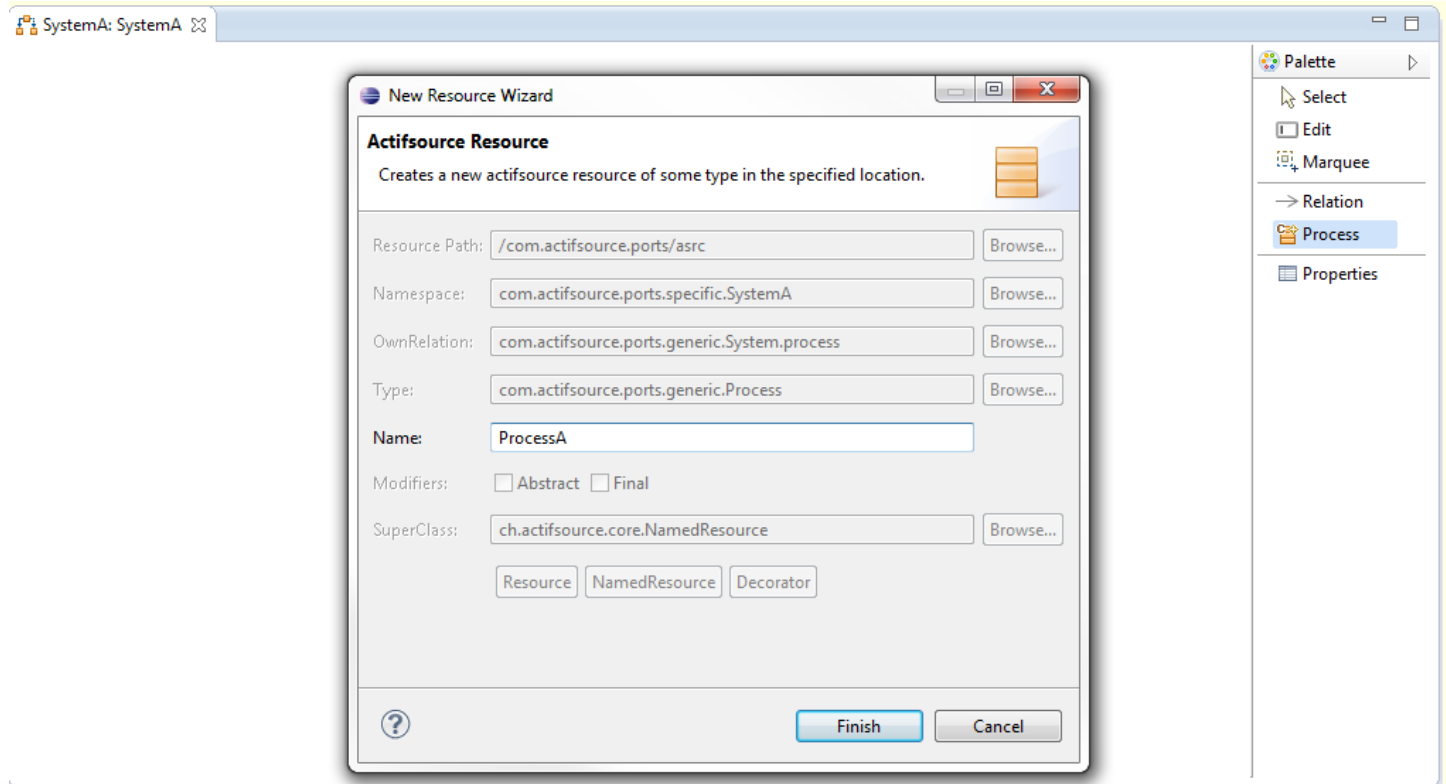 SystemA: SystemA
Palette
New Resource Wizard
Select
Actifsource Resource
Edit
Creates a new actifsource resource of some type in the specified location.
Marquee
Relation
Process
Resource Path: /com.actifsource.ports/asrc Browse...
Properties
Namespace: com.actifsource.ports.specific.SystemA Browse...
OwnRelation: com.actifsource.ports.generic.System.process Browse...
Type: com.actifsource.ports.generic.Process Browse...
Name: ProcessA
Modifiers: Abstract Final
SuperClass: ch.actifsource.core.NamedResource Browse...
Resource NamedResource Decorator
Finish Cancel